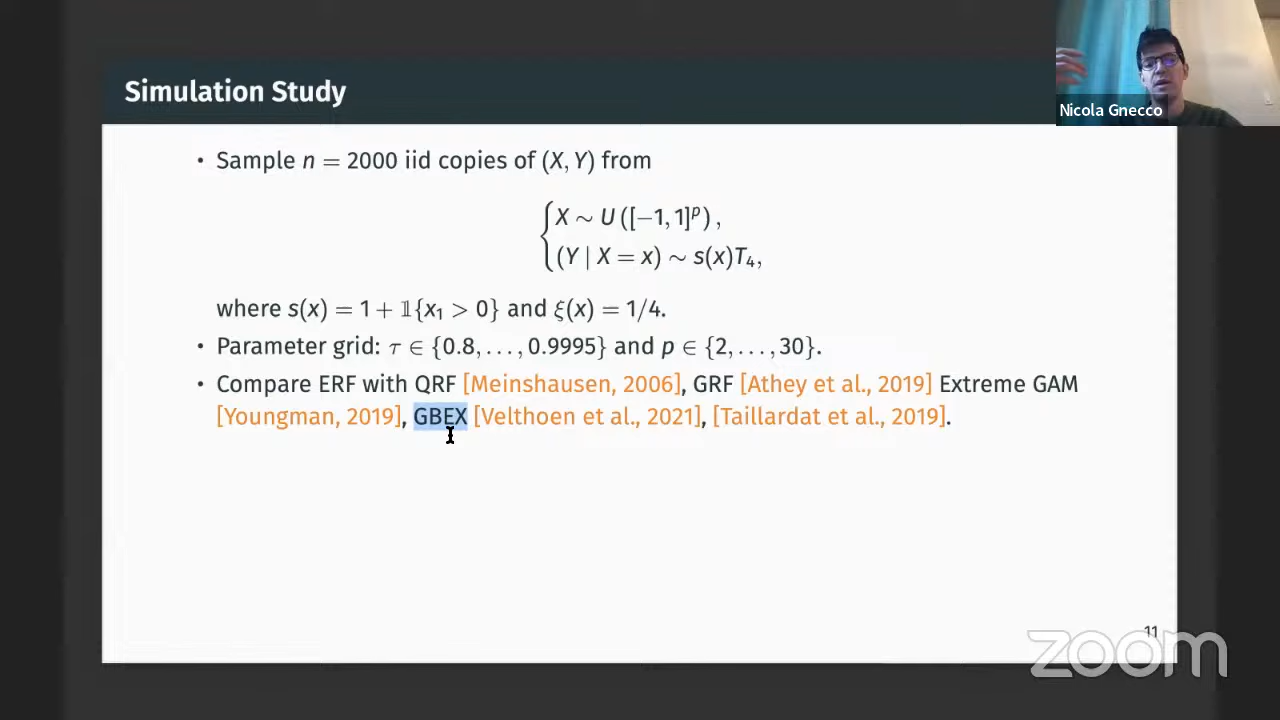 Simulation Study
Nicola Gnecco
• Sample n = 2000 iid copies of (X, Y) from
{X ∼ U ([−1, 1]ᵖ) ,
(Y | X = x) ∼ s(x)T₄,
where s(x) = 1 + 𝟙{x₁ > 0} and ξ(x) = 1/4.
• Parameter grid: τ ∈ {0.8, . . . , 0.9995} and p ∈ {2, . . . , 30}.
• Compare ERF with QRF [Meinshausen, 2006], GRF [Athey et al., 2019] Extreme GAM
[Youngman, 2019], GBEX [Velthoen et al., 2021], [Taillardat et al., 2019].
11
zoom